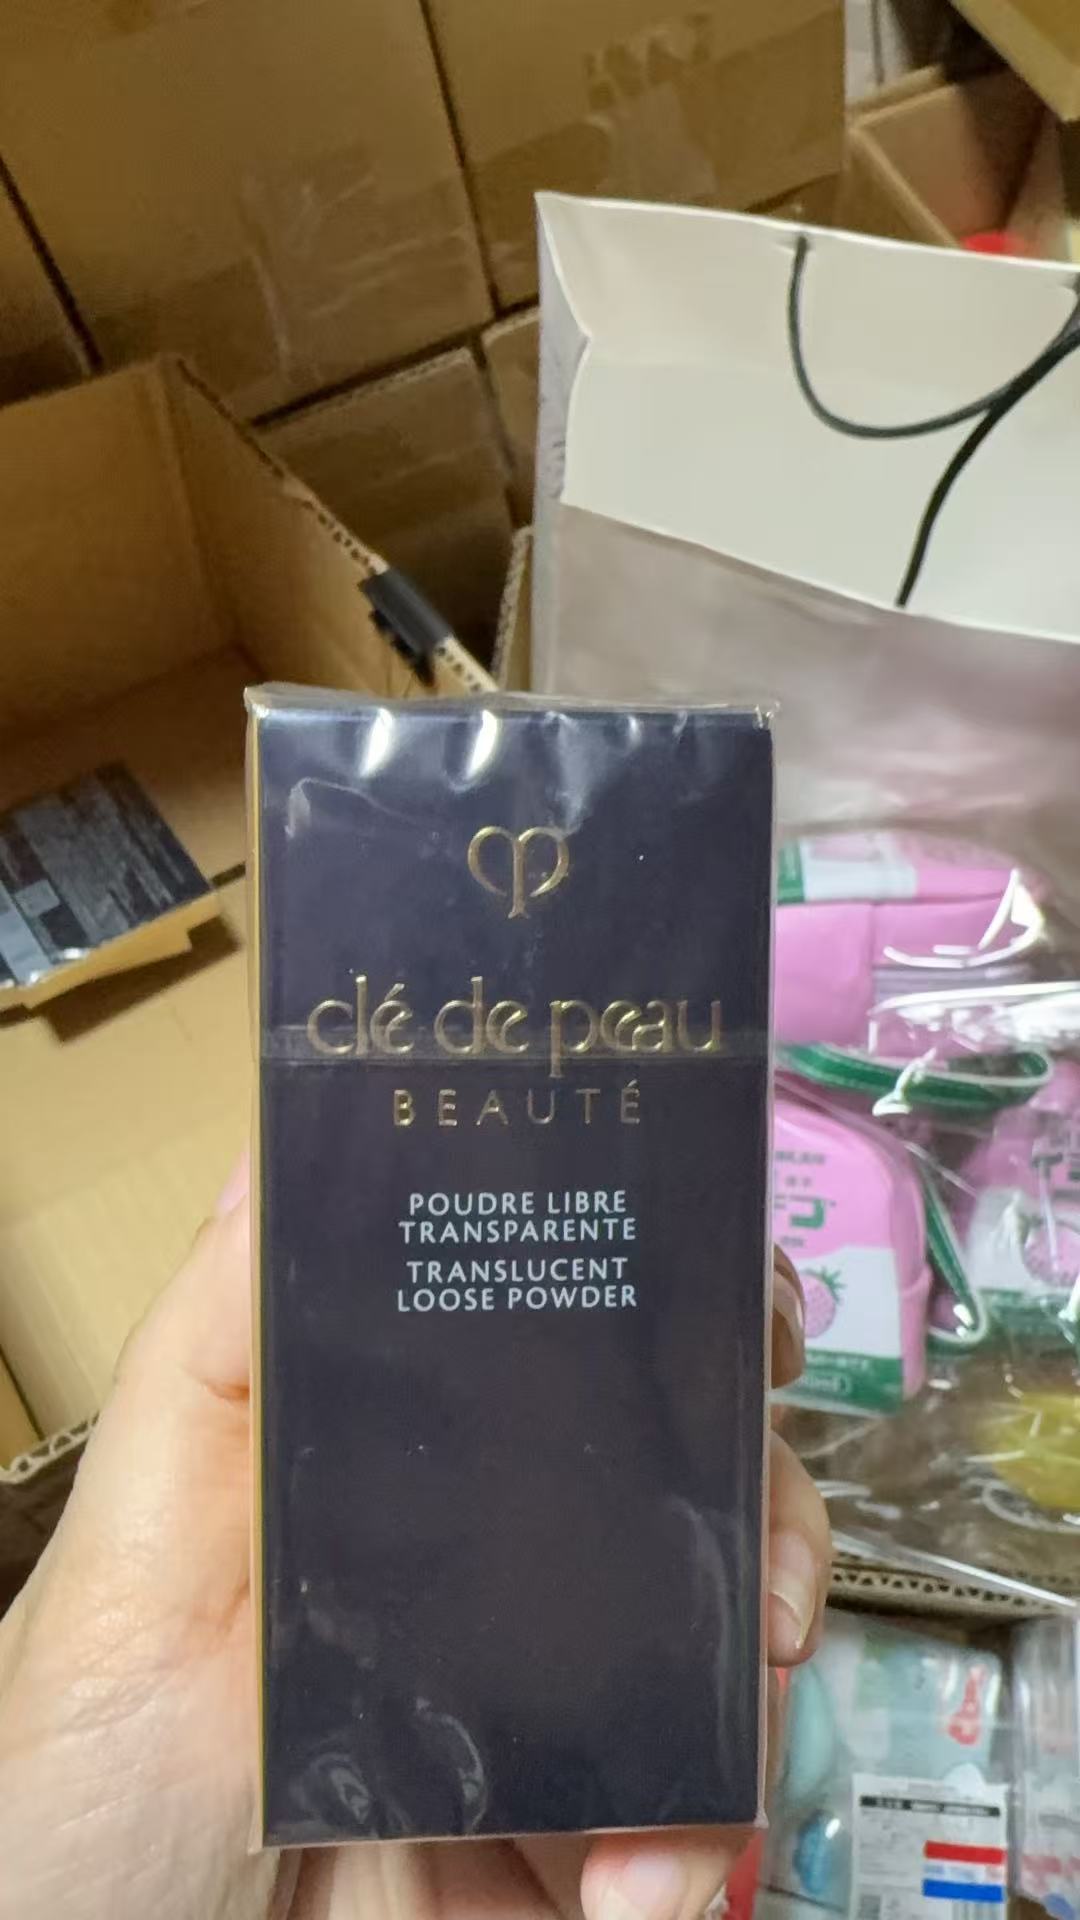 clé de peau
BEAUTÉ
POUDRE LIBRE
TRANSPARENTE
TRANSLUCENT
LOOSE POWDER